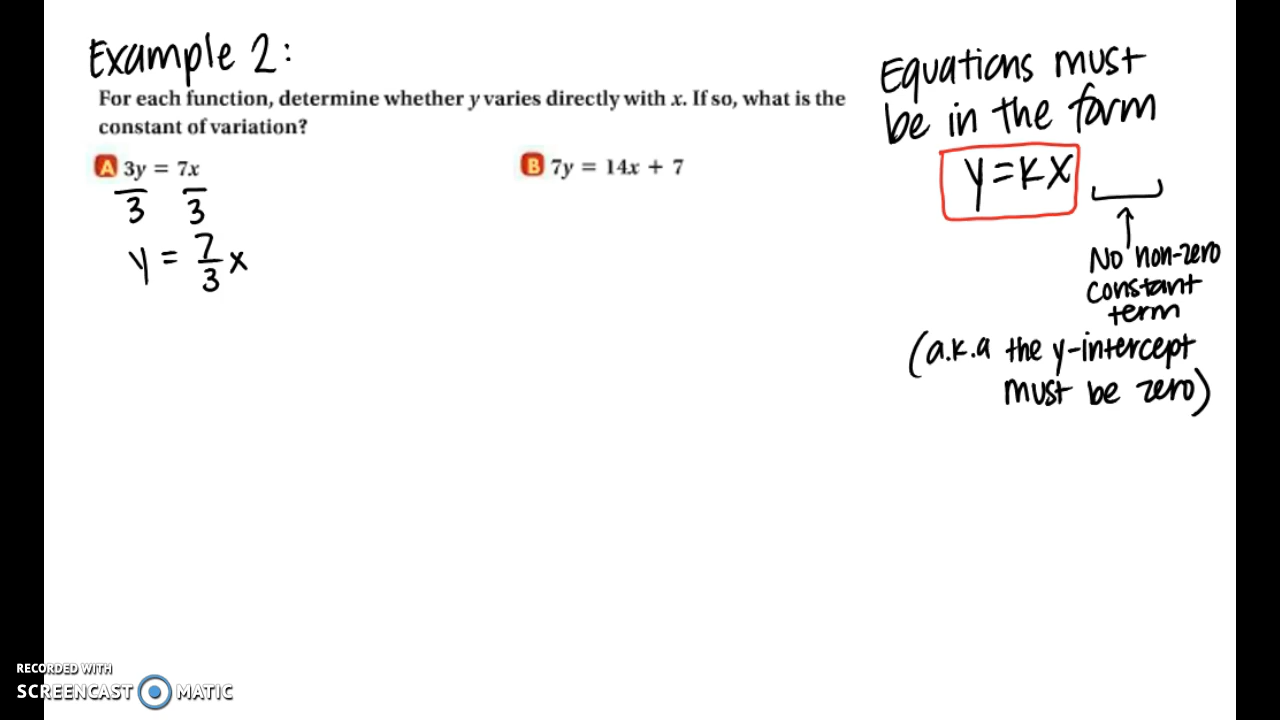 Example 2:
For each function, determine whether y varies directly with x. If so, what is the
constant of variation?
A 3y = 7x
3 3
y = 7/3 x
B 7y = 14x + 7
Equations must
be in the form
y = kx
No non-zero
constant
term
(a.k.a the y-intercept
must be zero)
RECORDED WITH
SCREENCAST MATIC